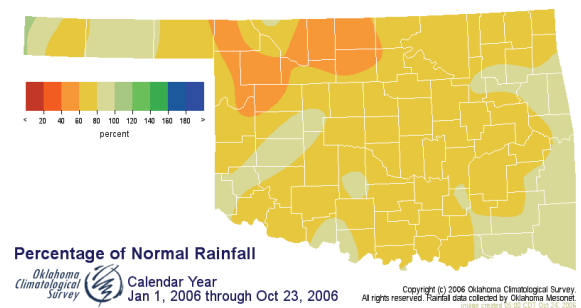 < 20 40 60 80 100 120 140 160 180 >
percent
Percentage of Normal Rainfall
Oklahoma
Climatological
Survey
Calendar Year
Jan 1, 2006 through Oct 23, 2006
Copyright (c) 2006 Oklahoma Climatological Survey.
All rights reserved. Rainfall data collected by Oklahoma Mesonet.